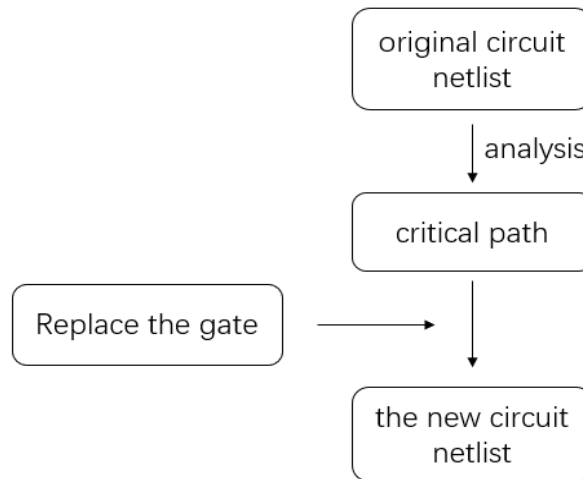 original circuit
netlist
analysis
critical path
Replace the gate
the new circuit
netlist